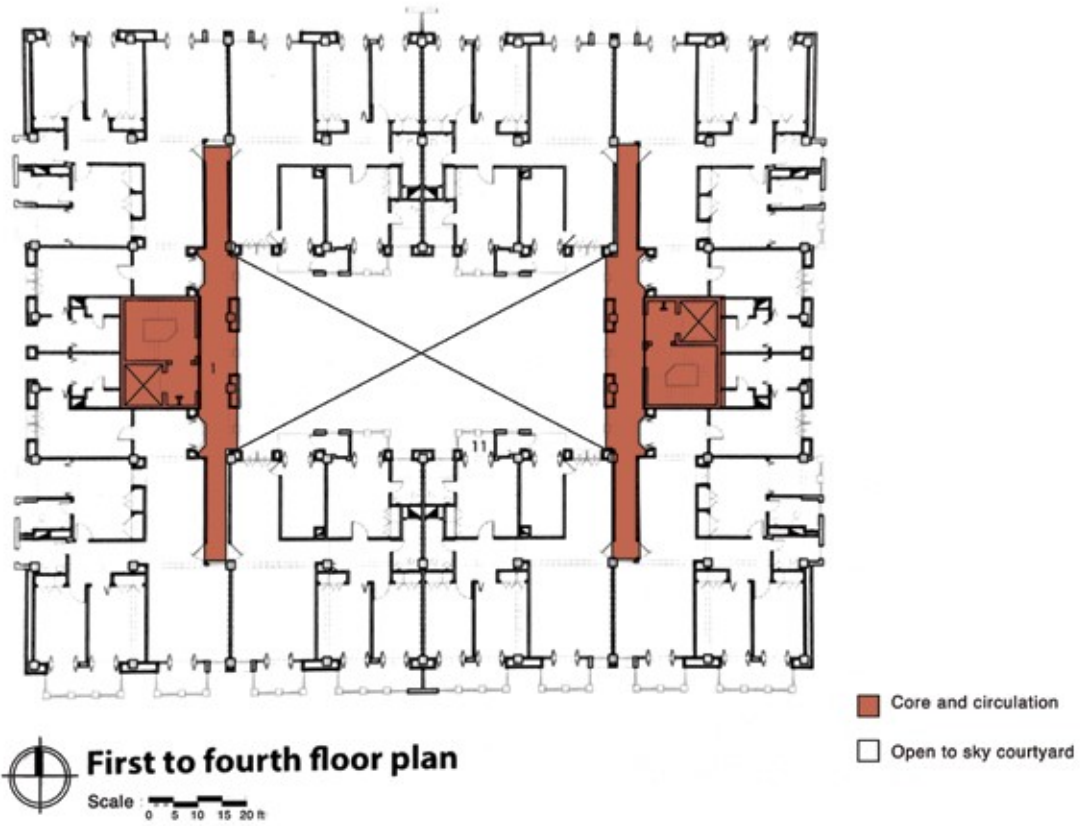 1
11
Core and circulation
Open to sky courtyard
First to fourth floor plan
Scale :
0 5 10 15 20 ft